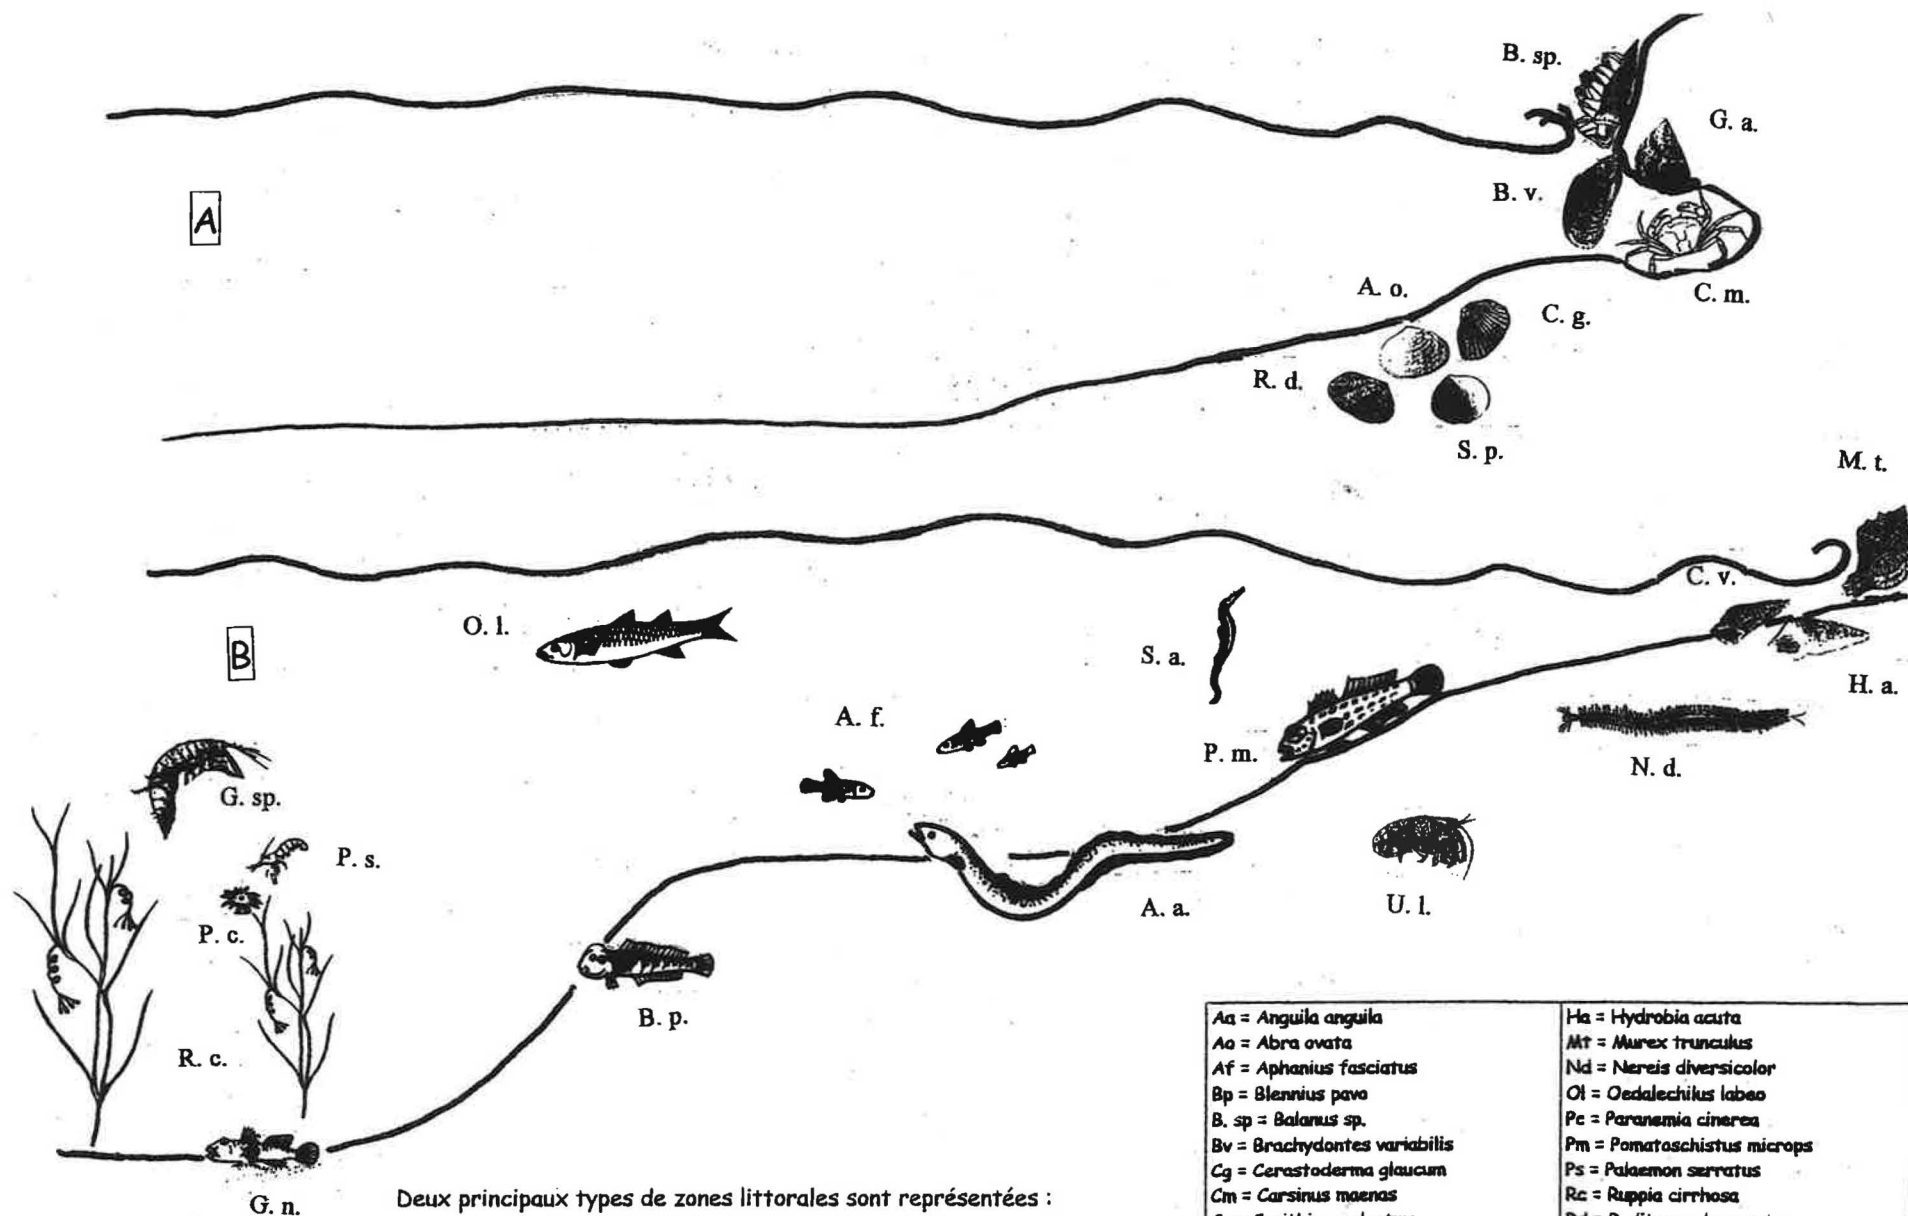 B. sp.
G. a.
B. v.
A
C. m.
A. o.
C. g.
R. d.
S. p.
M. t.
C. v.
O. l.
B
S. a.
H. a.
A. f.
P. m.
N. d.
G. sp.
P. s.
P. c.
A. a.
U. l.
B. p.
R. c.
G. n.
Deux principaux types de zones littorales sont représentées :
Aa = Anguila anguila
Ao = Abra ovata
Af = Aphanius fasciatus
Bp = Blennius pavo
B. sp = Balanus sp.
Bv = Brachydontes variabilis
Cg = Cerastoderma glaucum
Cm = Carsinus maenas
Ha = Hydrobia acuta
Mt = Murex trunculus
Nd = Nereis diversicolor
Ol = Oedalechilus labeo
Pc = Paranemia cinerea
Pm = Pomatoschistus microps
Ps = Palaemon serratus
Rc = Ruppia cirrhosa